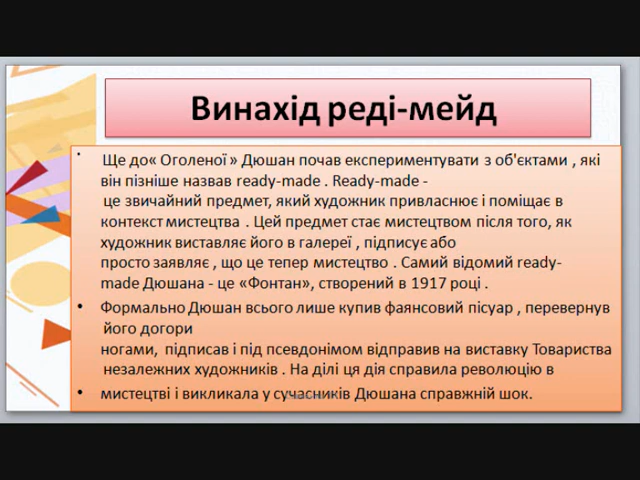 Винахід реді-мейд
• Ще до« Оголеної » Дюшан почав експериментувати з об'єктами , які
він пізніше назвав ready-made . Ready-made -
це звичайний предмет, який художник привласнює і поміщає в
контекст мистецтва . Цей предмет стає мистецтвом після того, як
художник виставляє його в галереї , підписує або
просто заявляє , що це тепер мистецтво . Самий відомий ready-
made Дюшана - це «Фонтан», створений в 1917 році .
• Формально Дюшан всього лише купив фаянсовий пісуар , перевернув
його догори
ногами, підписав і під псевдонімом відправив на виставку Товариства
незалежних художників . На ділі ця дія справила революцію в
• мистецтві і викликала у сучасників Дюшана справжній шок.